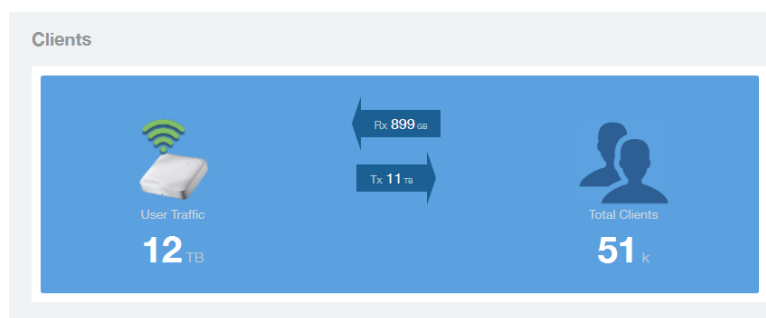 Clients
Rx 899 GB
Tx 11 TB
User Traffic
Total Clients
12 TB
51 k